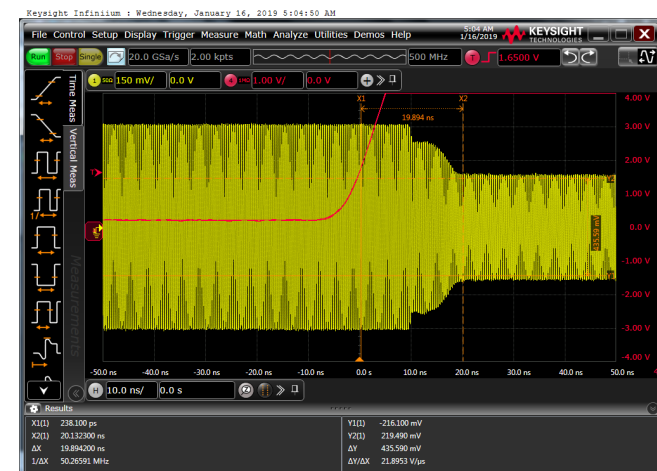 Keysight Infiniium : Wednesday, January 16, 2019 5:04:50 AM
File Control Setup Display Trigger Measure Math Analyze Utilities Demos Help
5:04 AM
1/16/2019
KEYSIGHT
TECHNOLOGIES
Run Stop Single 20.0 GSa/s 2.00 kpts 500 MHz T 1.6500 V
1 50Ω 150 mV/ 0.0 V 4 1.00 V/ 0.0 V
Time Meas
Vertical Meas
Measurements
X1 X2
19.894 ns
435.59 mV
4.00 V
3.00 V
2.00 V
1.00 V
0.0 V
-1.00 V
-2.00 V
-3.00 V
-4.00 V
1/
-50.0 ns -40.0 ns -30.0 ns -20.0 ns -10.0 ns 0.0 s 10.0 ns 20.0 ns 30.0 ns 40.0 ns 50.0 ns
H 10.0 ns/ 0.0 s
Results
X1(1) 238.100 ps Y1(1) -216.100 mV
X2(1) 20.132300 ns Y2(1) 219.490 mV
ΔX 19.894200 ns ΔY 435.590 mV
1/ΔX 50.26591 MHz ΔY/ΔX 21.8953 V/µs